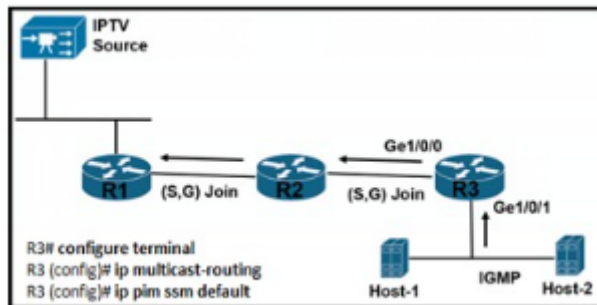 IPTV
Source
Ge1/0/0
R1
R2
R3
(S,G) Join
(S,G) Join
Ge1/0/1
R3# configure terminal
R3 (config)# ip multicast-routing
R3 (config)# ip pim ssm default
Host-1
IGMP
Host-2